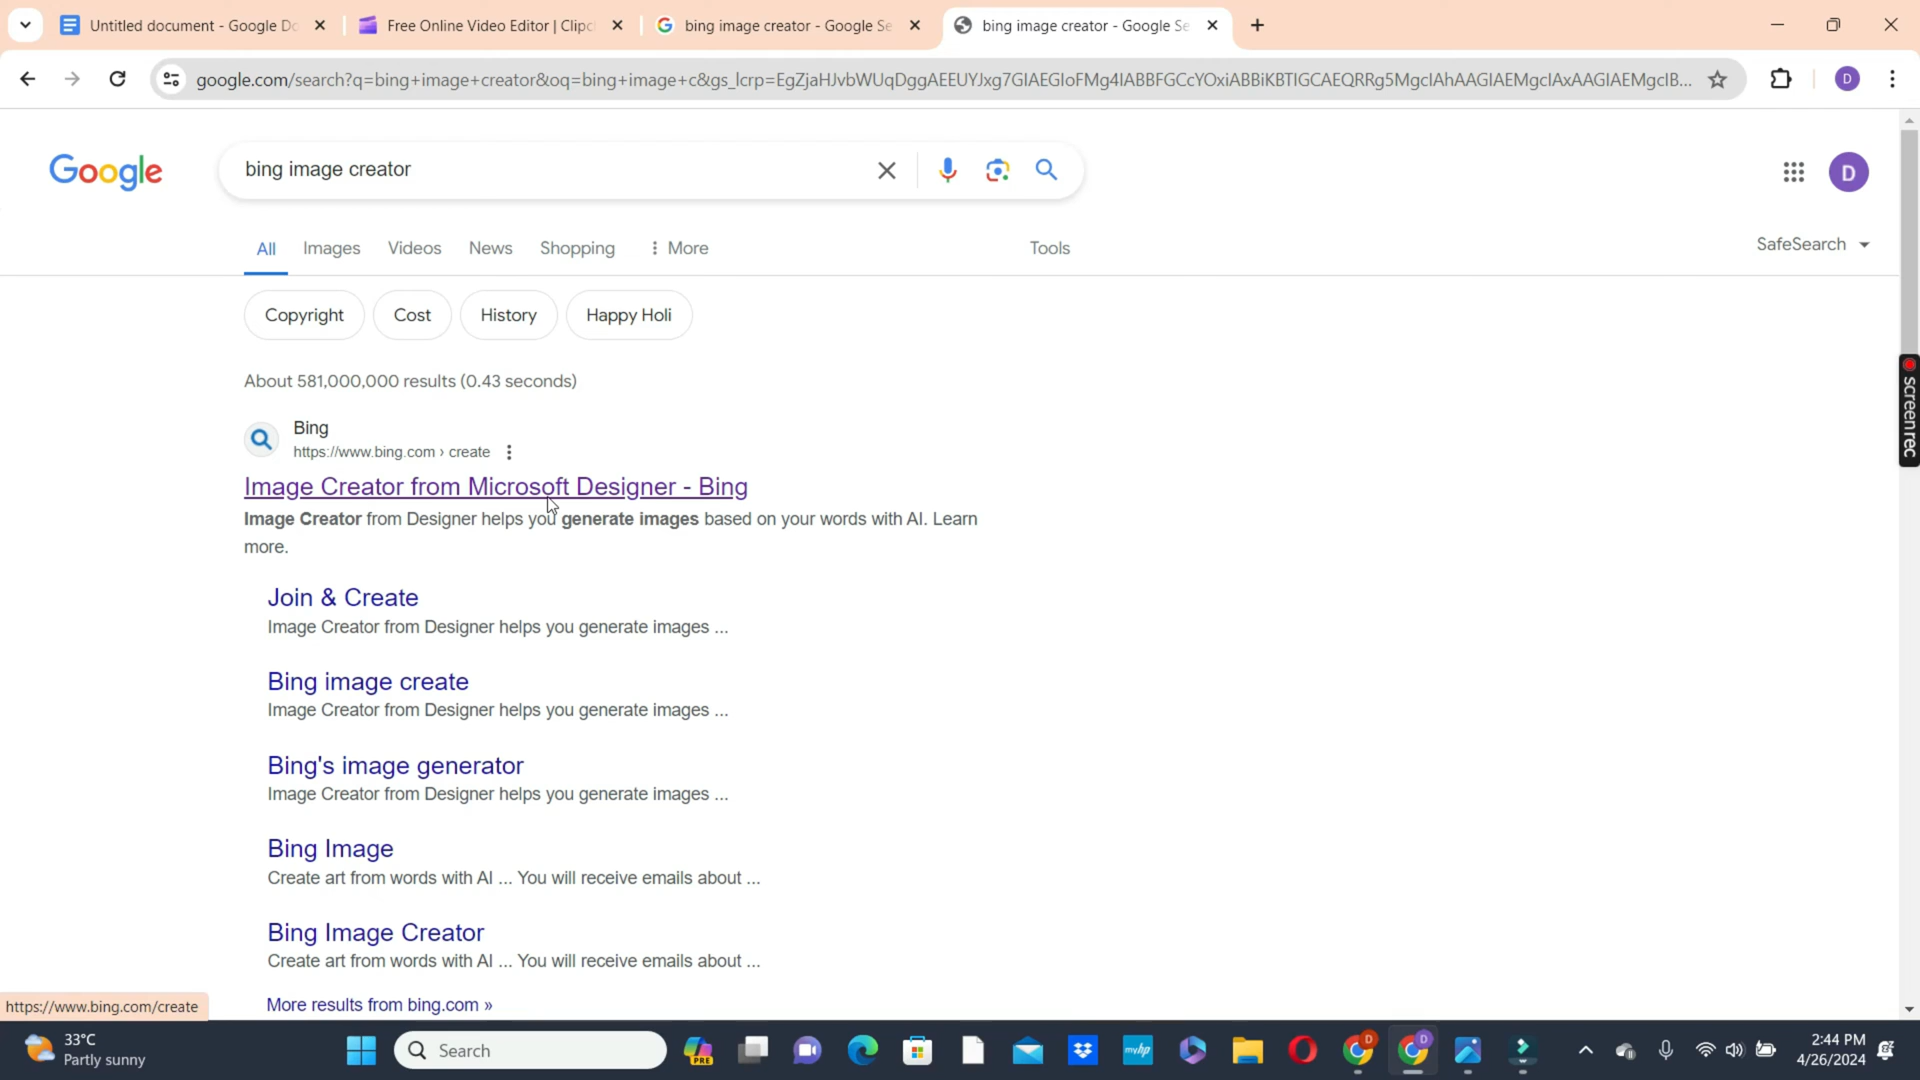 Untitled document - Google Do
Free Online Video Editor | Clipc
bing image creator - Google Se
bing image creator - Google Se
google.com/search?q=bing+image+creator&oq=bing+image+c&gs_lcrp=EgZjaHJvbWUqDggAEEUYJxg7GIAEGIoFMg4IABBFGCcYOxiABBiKBTIGCAEQRRg5MgcIAhAAGIAEMgcIAxAAGIAEMgcIB...
D
Google
bing image creator
D
All Images Videos News Shopping More Tools
SafeSearch
Copyright Cost History Happy Holi
About 581,000,000 results (0.43 seconds)
screenrec
Bing
https://www.bing.com › create
Image Creator from Microsoft Designer - Bing
Image Creator from Designer helps you generate images based on your words with AI. Learn
more.
Join & Create
Image Creator from Designer helps you generate images ...
Bing image create
Image Creator from Designer helps you generate images ...
Bing's image generator
Image Creator from Designer helps you generate images ...
Bing Image
Create art from words with AI ... You will receive emails about ...
Bing Image Creator
Create art from words with AI ... You will receive emails about ...
More results from bing.com »
https://www.bing.com/create
33°C
Partly sunny
Search
PRE
myhp
D
D
2:44 PM
4/26/2024